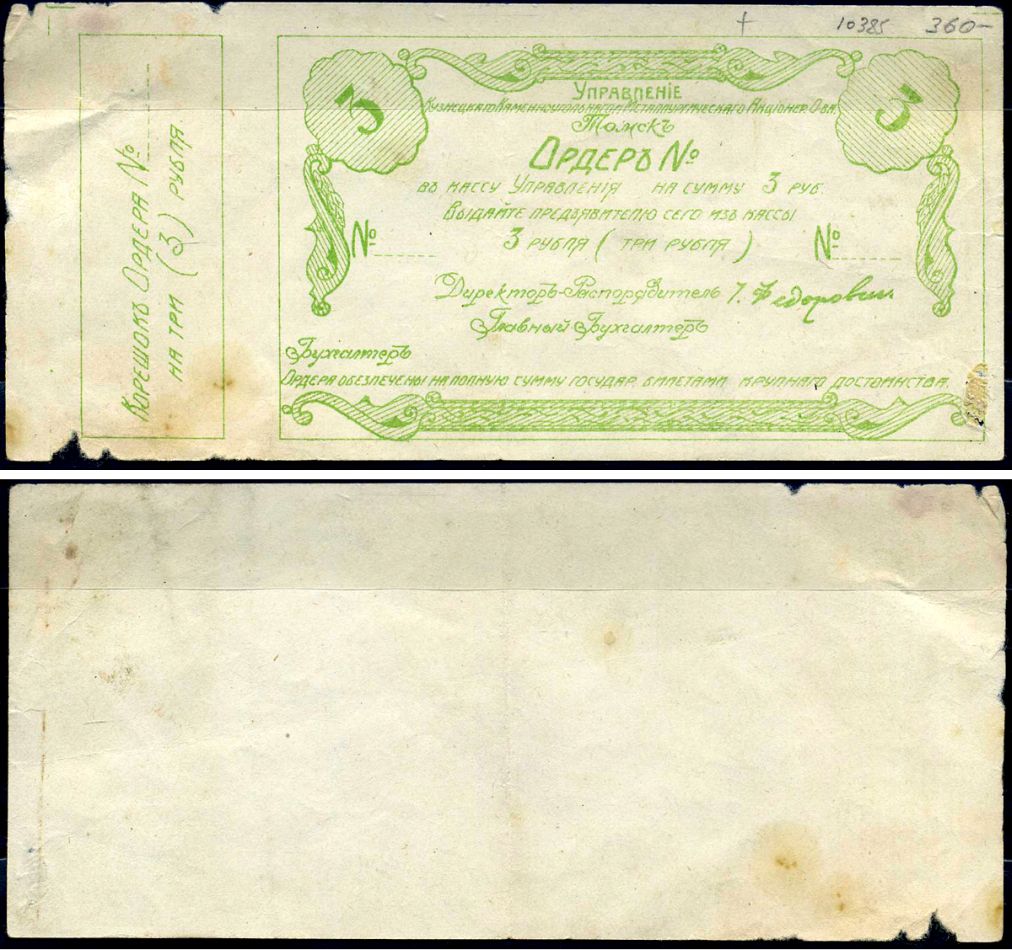 † 10385 360-
Корешокъ Ордера №
на три (3) рубля
3
3
Управленіе
Кузнецкаго Каменноугольнаго и Металлургическаго Акціонер. О-ва.
Томскъ
Ордеръ №
въ кассу Управленія на сумму 3 руб.
Выдайте предъявителю сего изъ кассы
3 рубля (три рубля)
№
№
Директоръ-Распорядитель
Главный Бухгалтеръ
Бухгалтеръ
Ордера обезпечены на полную сумму государ. билетами крупнаго достоинства.